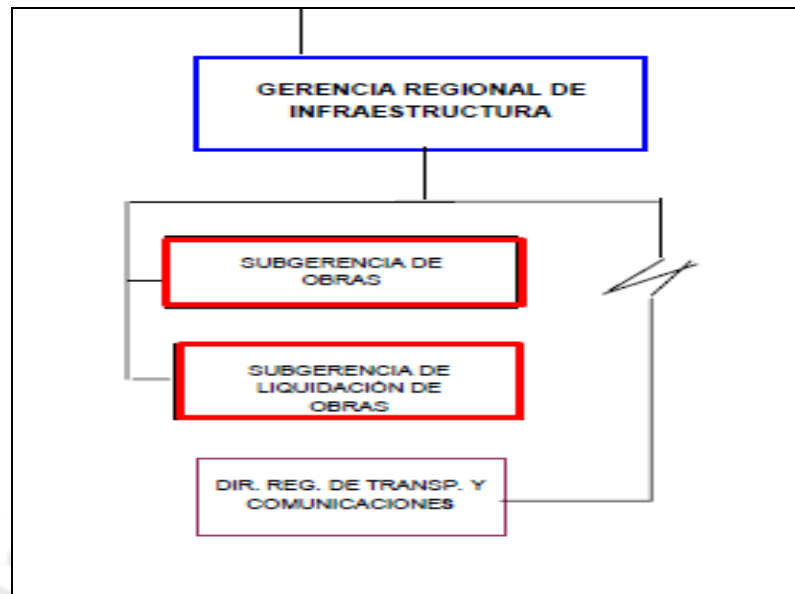 GERENCIA REGIONAL DE
INFRAESTRUCTURA
SUBGERENCIA DE
OBRAS
SUBGERENCIA DE
LIQUIDACIÓN DE
OBRAS
DIR. REG. DE TRANSP. Y
COMUNICACIONES